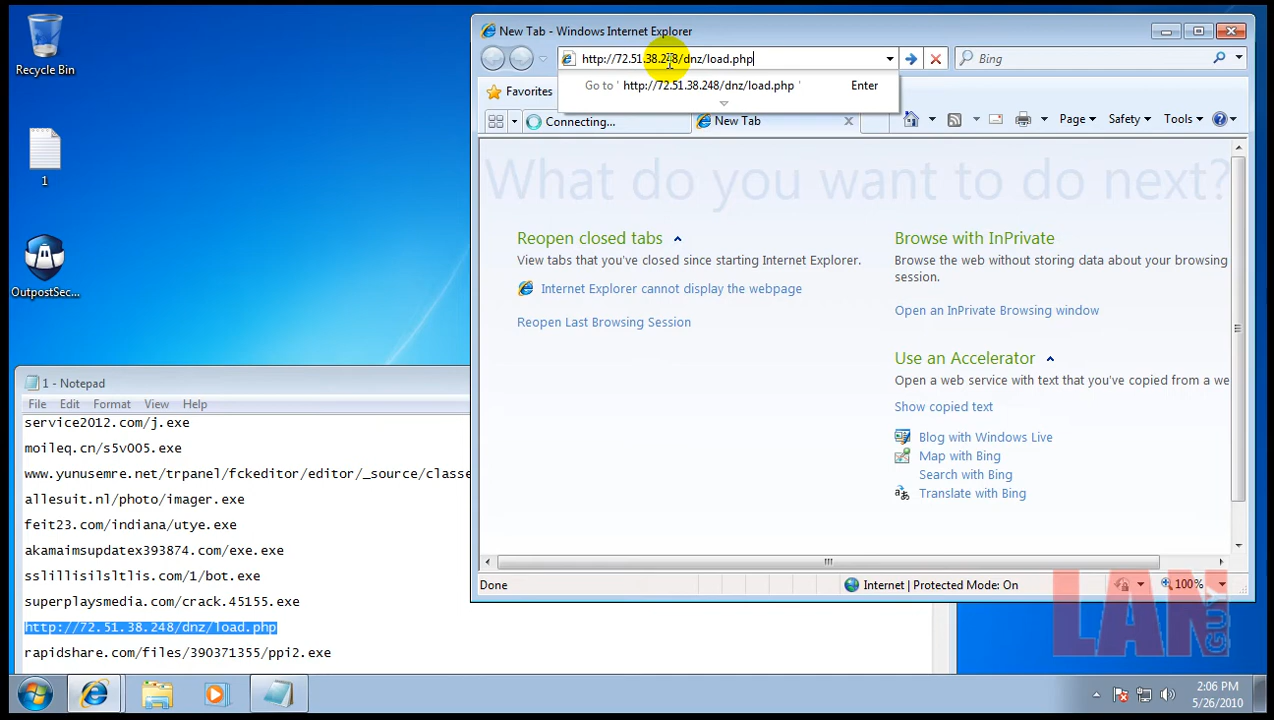 Recycle Bin
1
OutpostSec...
New Tab - Windows Internet Explorer
http://72.51.38.248/dnz/load.php
Bing
Go to ' http://72.51.38.248/dnz/load.php '
Enter
Favorites
Connecting...
New Tab
Page
Safety
Tools
What do you want to do next?
Reopen closed tabs
View tabs that you've closed since starting Internet Explorer.
Internet Explorer cannot display the webpage
Reopen Last Browsing Session
Browse with InPrivate
Browse the web without storing data about your browsing
session.
Open an InPrivate Browsing window
Use an Accelerator
Open a web service with text that you've copied from a we
Show copied text
Blog with Windows Live
Map with Bing
Search with Bing
Translate with Bing
Done
Internet | Protected Mode: On
100%
1 - Notepad
File Edit Format View Help
service2012.com/j.exe
moileq.cn/s5v005.exe
www.yunusemre.net/trpanel/fckeditor/editor/_source/classe
allesuit.nl/photo/imager.exe
feit23.com/indiana/utye.exe
akamaimsupdatex393874.com/exe.exe
sslillisilsltlis.com/1/bot.exe
superplaysmedia.com/crack.45155.exe
http://72.51.38.248/dnz/load.php
rapidshare.com/files/390371355/ppi2.exe
LAN
GUY
2:06 PM
5/26/2010